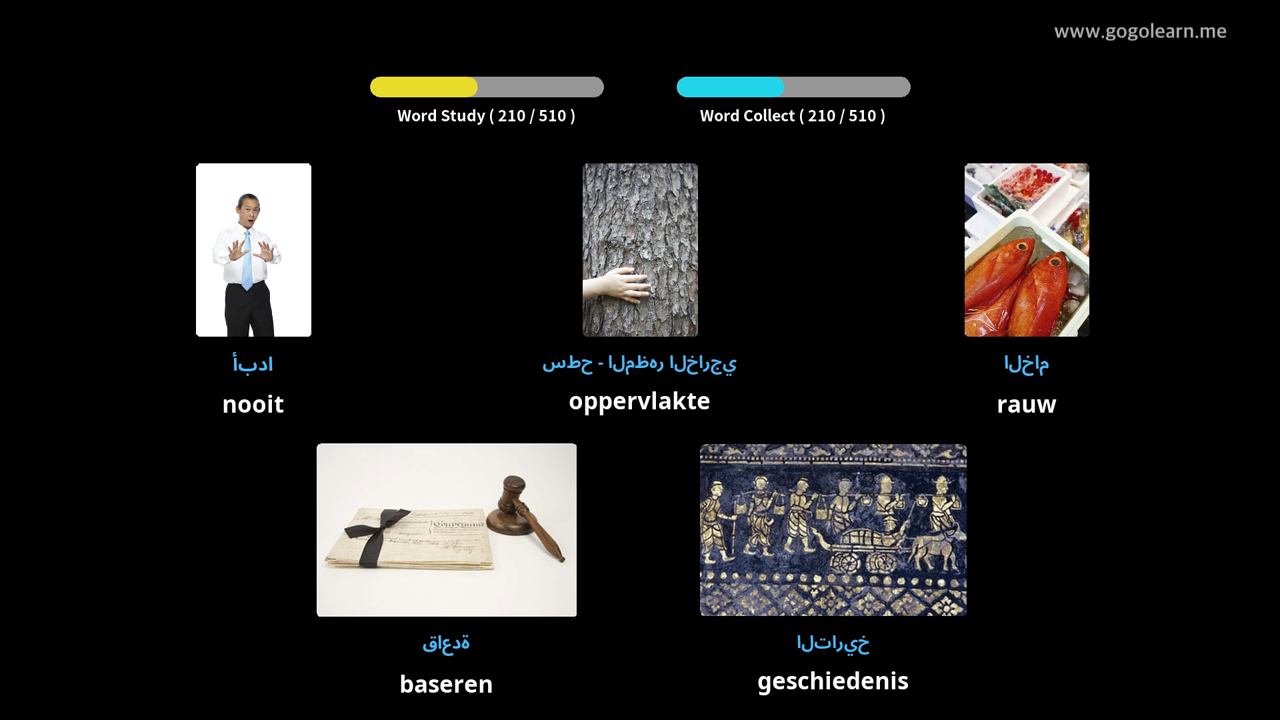 www.gogolearn.me
Word Study ( 210 / 510 )
Word Collect ( 210 / 510 )
أبدا
nooit
سطح - المظهر الخارجي
oppervlakte
الخام
rauw
قاعدة
baseren
التاريخ
geschiedenis